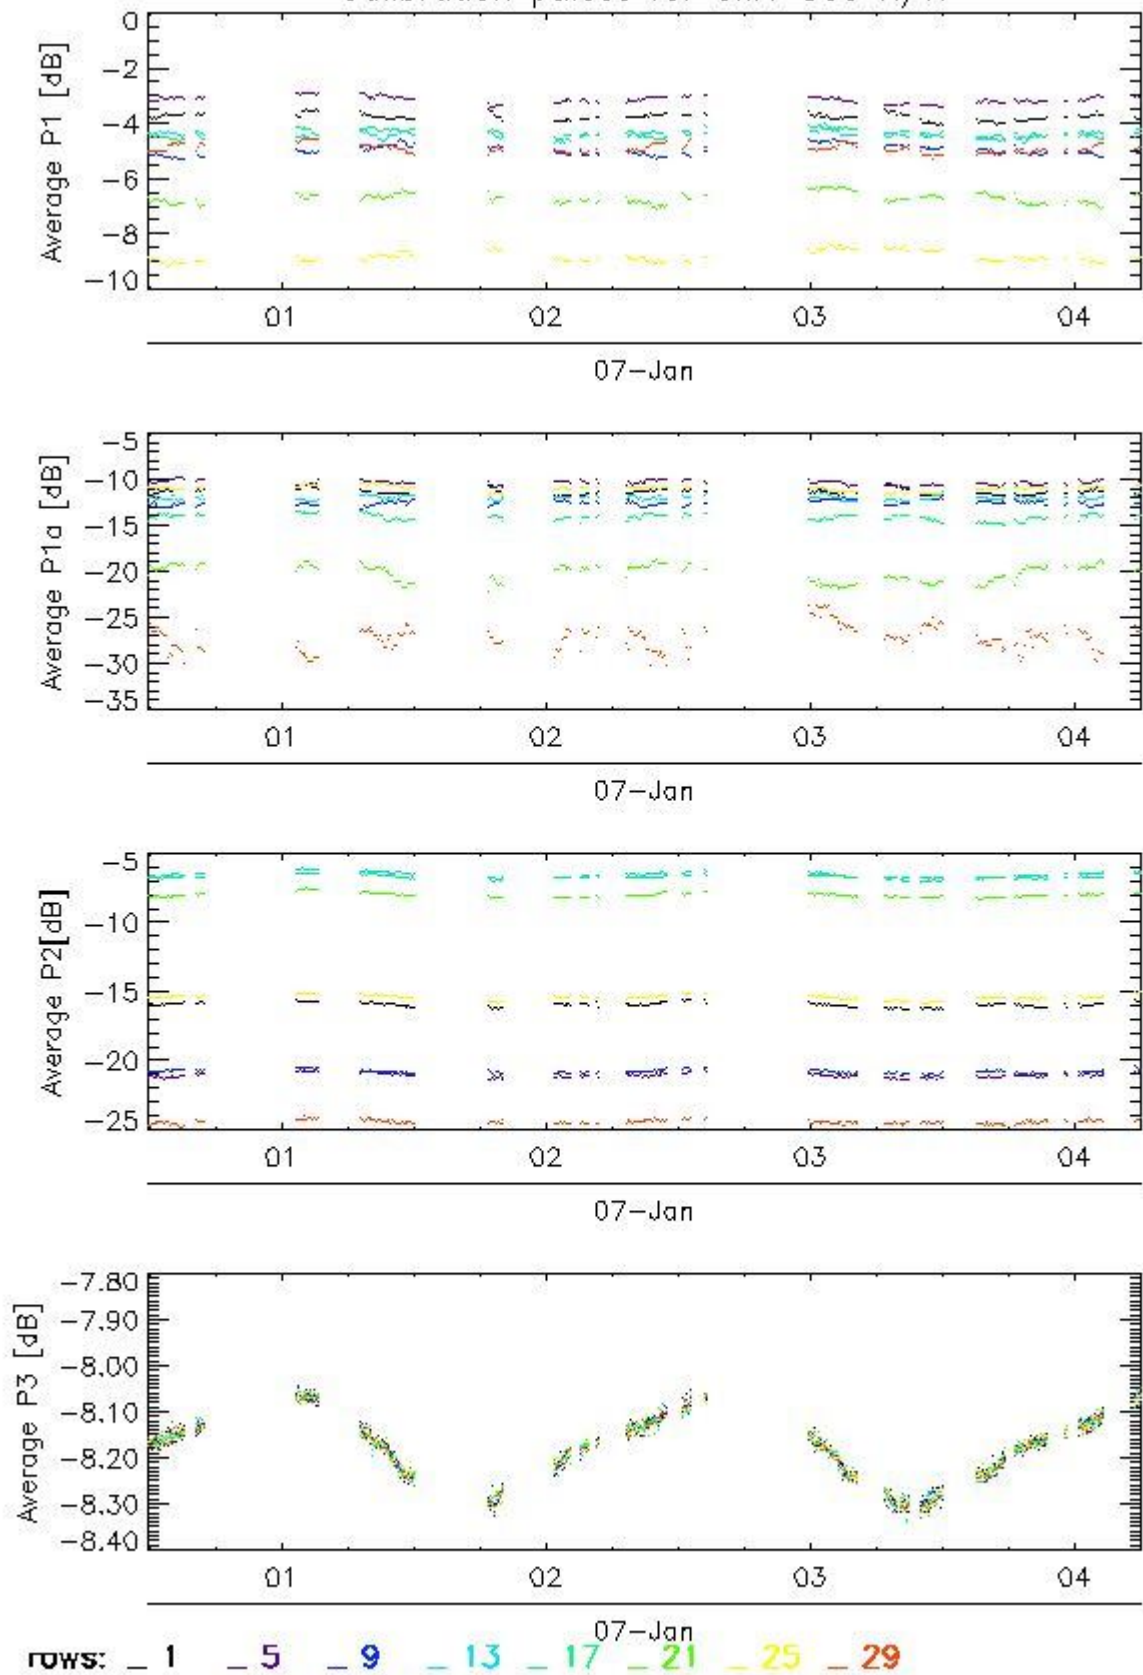 0
-2
-4
-6
-8
-10
Average P1 [dB]
01 02 03 04
07-Jan
-5
-10
-15
-20
-25
-30
-35
Average P1a [dB]
01 02 03 04
07-Jan
-5
-10
-15
-20
-25
Average P2[dB]
01 02 03 04
07-Jan
-7.80
-7.90
-8.00
-8.10
-8.20
-8.30
-8.40
Average P3 [dB]
01 02 03 04
07-Jan
rows: _ 1 _ 5 _ 9 _ 13 _ 17 _ 21 _ 25 _ 29